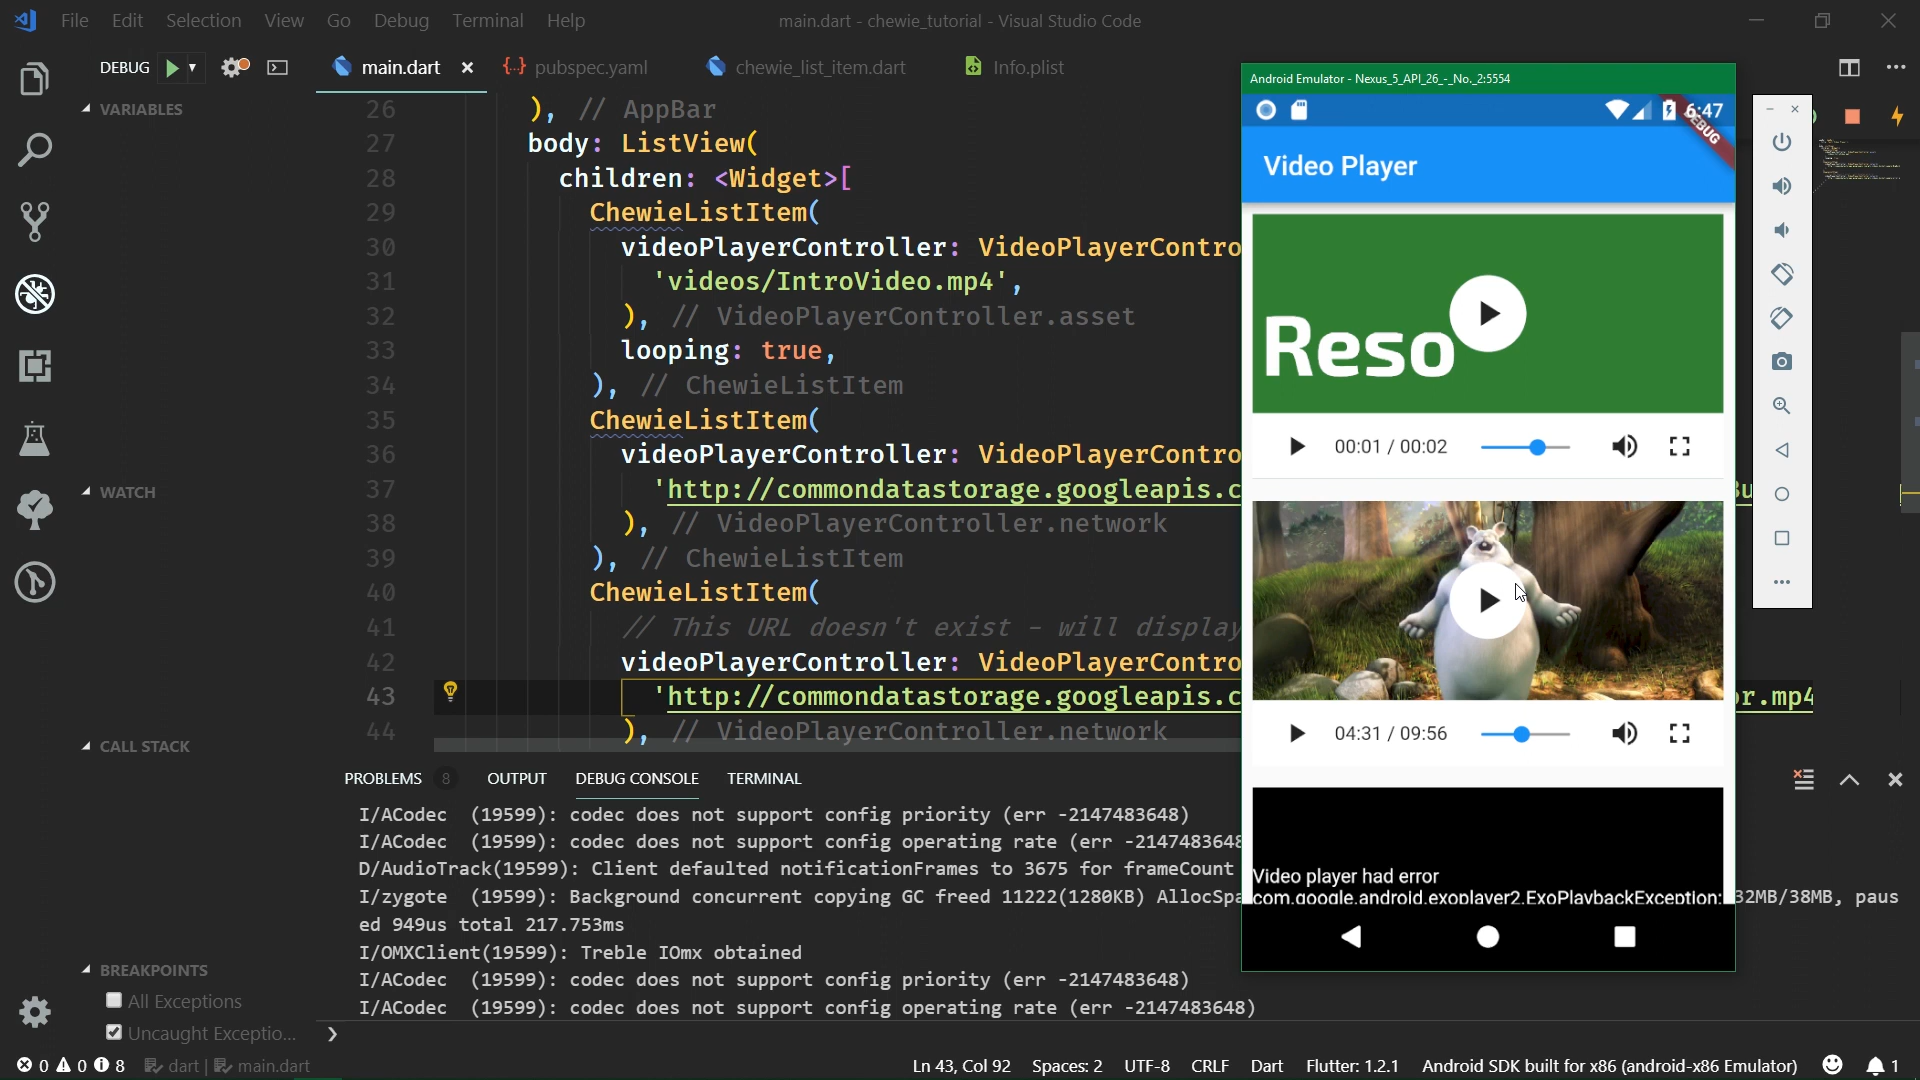 File Edit Selection View Go Debug Terminal Help
main.dart - chewie_tutorial - Visual Studio Code
DEBUG
main.dart
pubspec.yaml
chewie_list_item.dart
Info.plist
VARIABLES
WATCH
CALL STACK
BREAKPOINTS
All Exceptions
Uncaught Exceptio...
26 ), // AppBar
27 body: ListView(
28 children: <Widget>[
29 ChewieListItem(
30 videoPlayerController: VideoPlayerContro
31 'videos/IntroVideo.mp4',
32 ), // VideoPlayerController.asset
33 looping: true,
34 ), // ChewieListItem
35 ChewieListItem(
36 videoPlayerController: VideoPlayerContro
37 'http://commondatastorage.googleapis.c
38 ), // VideoPlayerController.network
39 ), // ChewieListItem
40 ChewieListItem(
41 // This URL doesn't exist - will display
42 videoPlayerController: VideoPlayerContro
43 'http://commondatastorage.googleapis.c
r.mp4
44 ), // VideoPlayerController.network
PROBLEMS 8 OUTPUT DEBUG CONSOLE TERMINAL
I/ACodec (19599): codec does not support config priority (err -2147483648)
I/ACodec (19599): codec does not support config operating rate (err -2147483648
D/AudioTrack(19599): Client defaulted notificationFrames to 3675 for frameCount
I/zygote (19599): Background concurrent copying GC freed 11222(1280KB) AllocSpa
32MB/38MB, paus
ed 949us total 217.753ms
I/OMXClient(19599): Treble IOmx obtained
I/ACodec (19599): codec does not support config priority (err -2147483648)
I/ACodec (19599): codec does not support config operating rate (err -2147483648)
Android Emulator - Nexus_5_API_26_-_No._2:5554
6:47
DEBUG
Video Player
Reso
00:01 / 00:02
04:31 / 09:56
Video player had error
com.google.android.exoplayer2.ExoPlaybackException:
0 0 8 dart | main.dart
Ln 43, Col 92 Spaces: 2 UTF-8 CRLF Dart Flutter: 1.2.1 Android SDK built for x86 (android-x86 Emulator) 1